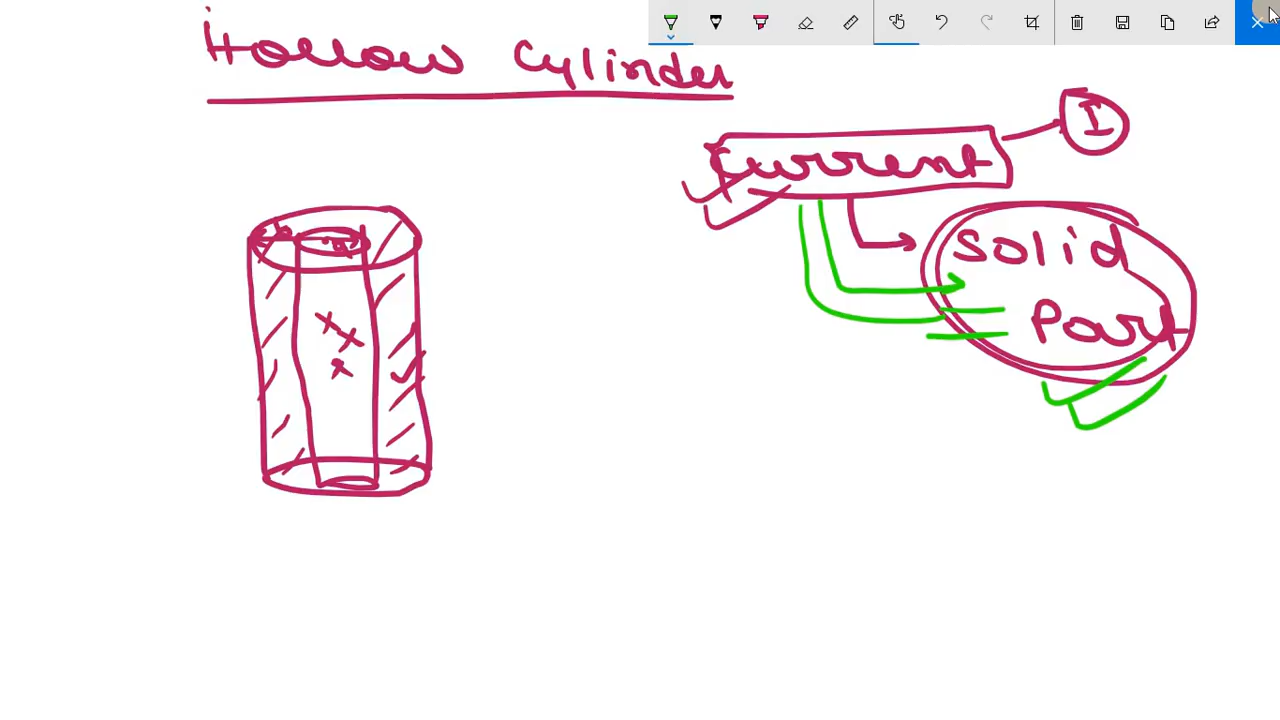 Hollow Cylinder
Current
I
Solid
Part
b
a